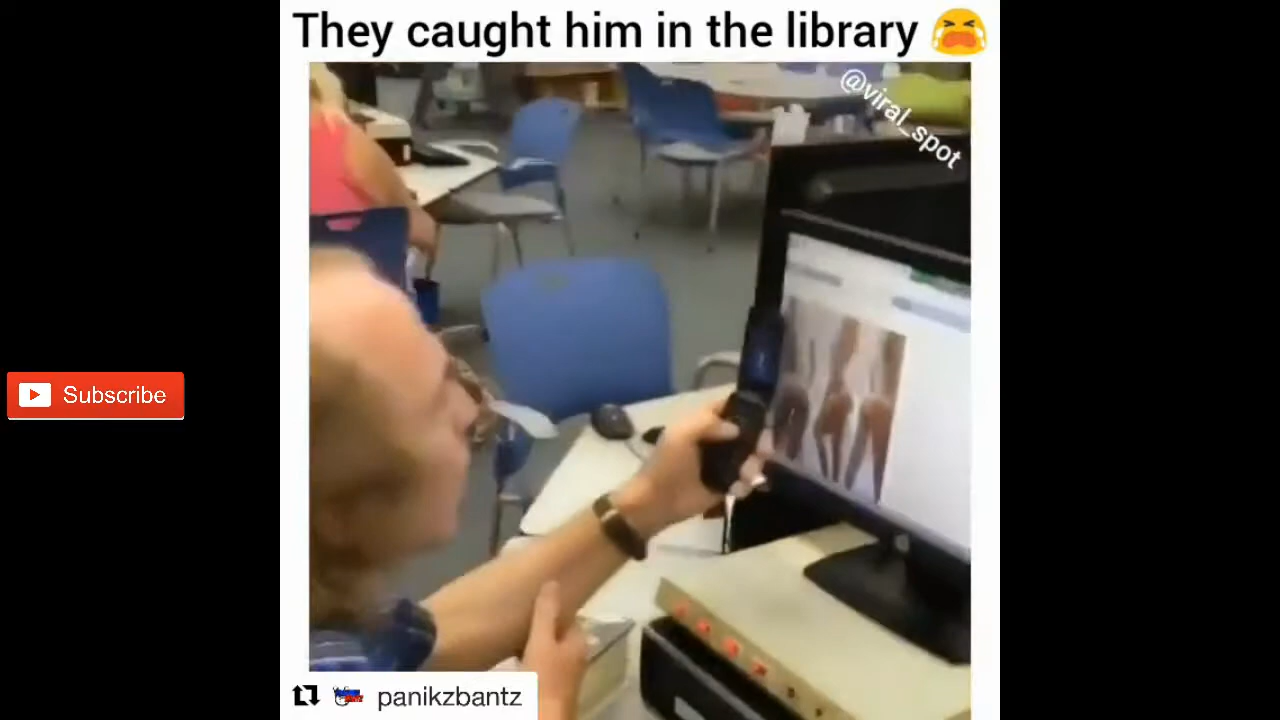 They caught him in the library 😭
@viral_spot
Subscribe
panikzbantz